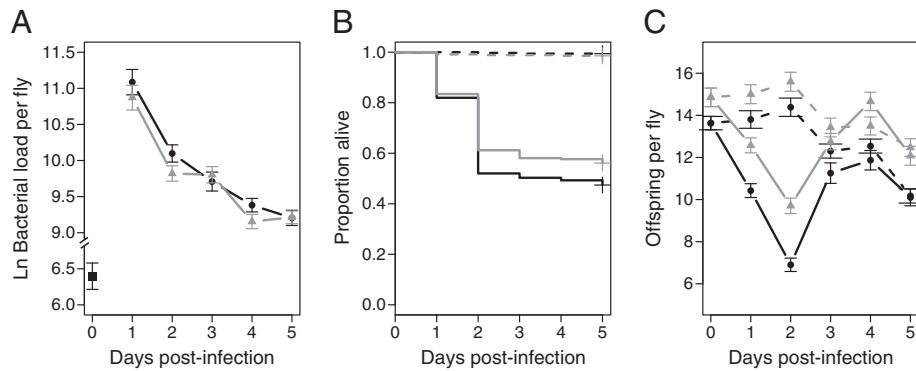 A
B
C
Ln Bacterial load per fly
11.5
11.0
10.5
10.0
9.5
9.0
6.5
6.0
0 1 2 3 4 5
Days post-infection
Proportion alive
1.0
0.8
0.6
0.4
0.2
0.0
0 1 2 3 4 5
Days post-infection
Offspring per fly
16
14
12
10
8
6
0 1 2 3 4 5
Days post-infection